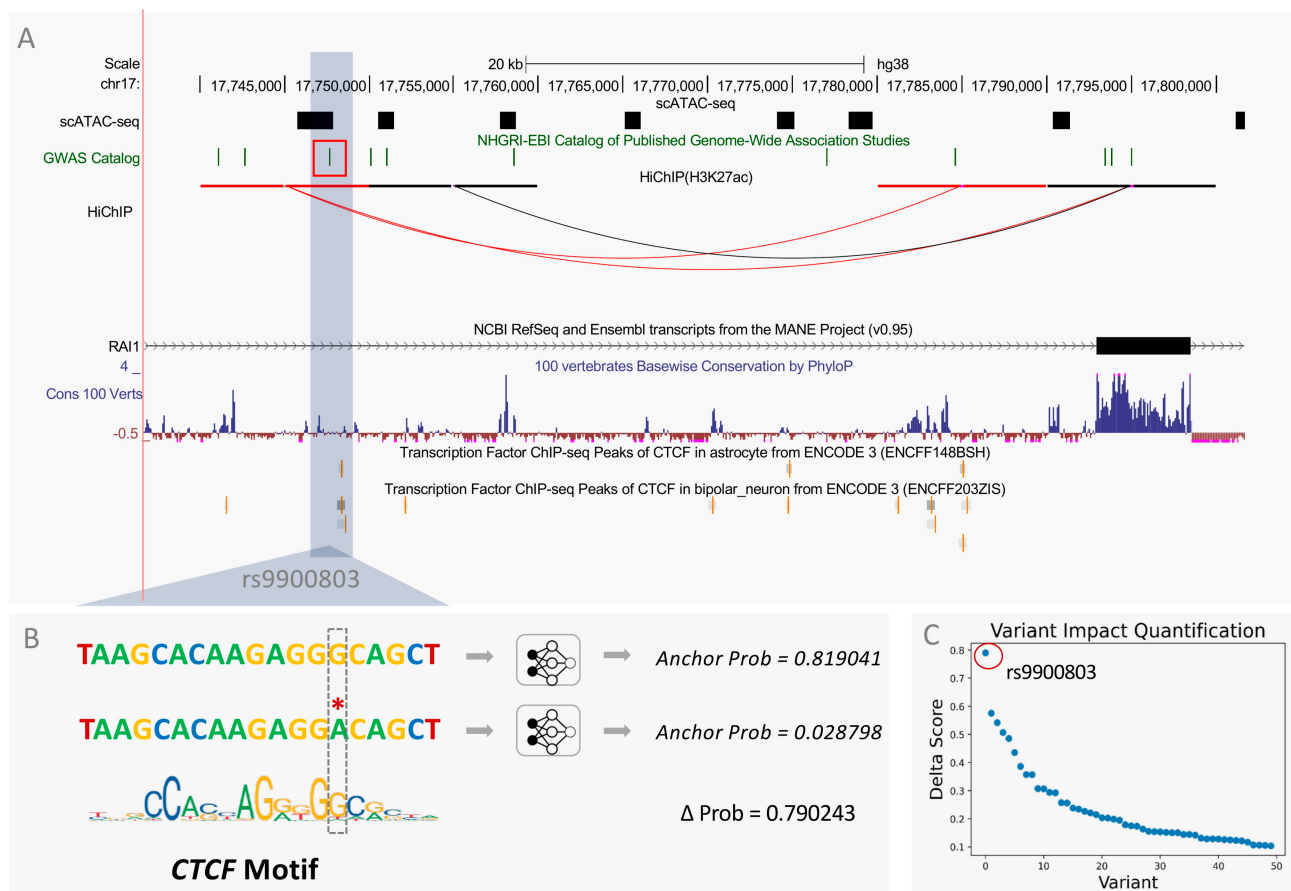 A
Scale
20 kb
hg38
chr17:
17,745,000
17,750,000
17,755,000
17,760,000
17,765,000
17,770,000
17,775,000
17,780,000
17,785,000
17,790,000
17,795,000
17,800,000
scATAC-seq
scATAC-seq
NHGRI-EBI Catalog of Published Genome-Wide Association Studies
GWAS Catalog
HiChIP(H3K27ac)
HiChIP
NCBI RefSeq and Ensembl transcripts from the MANE Project (v0.95)
RAI1
4 _
100 vertebrates Basewise Conservation by PhyloP
Cons 100 Verts
-0.5 _
Transcription Factor ChIP-seq Peaks of CTCF in astrocyte from ENCODE 3 (ENCFF148BSH)
Transcription Factor ChIP-seq Peaks of CTCF in bipolar_neuron from ENCODE 3 (ENCFF203ZIS)
rs9900803
B
TAAGCACAAGAGGGCAGCT
Anchor Prob = 0.819041
*
TAAGCACAAGAGGACAGCT
Anchor Prob = 0.028798
Δ Prob = 0.790243
CTCF Motif
C
Variant Impact Quantification
rs9900803
Delta Score
0.8
0.7
0.6
0.5
0.4
0.3
0.2
0.1
0
10
20
30
40
50
Variant